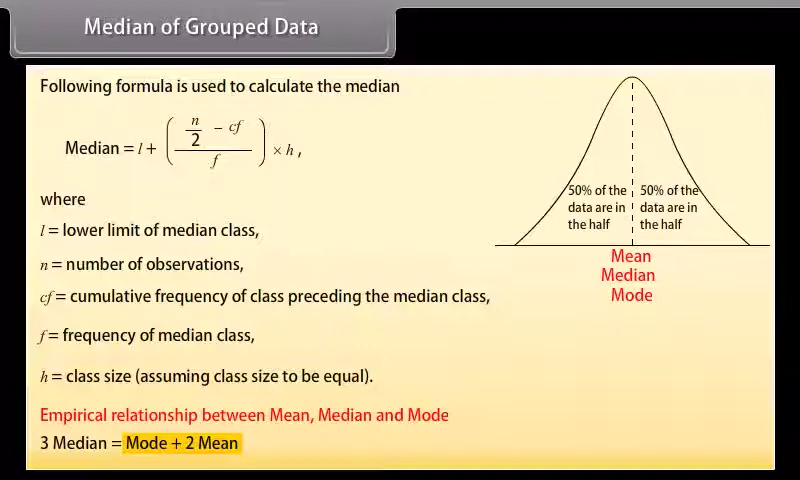 Median of Grouped Data
Following formula is used to calculate the median
Median = l + ( (n/2 − cf) / f ) × h ,
where
l = lower limit of median class,
n = number of observations,
cf = cumulative frequency of class preceding the median class,
f = frequency of median class,
h = class size (assuming class size to be equal).
Empirical relationship between Mean, Median and Mode
3 Median = Mode + 2 Mean
50% of the
data are in
the half
50% of the
data are in
the half
Mean
Median
Mode